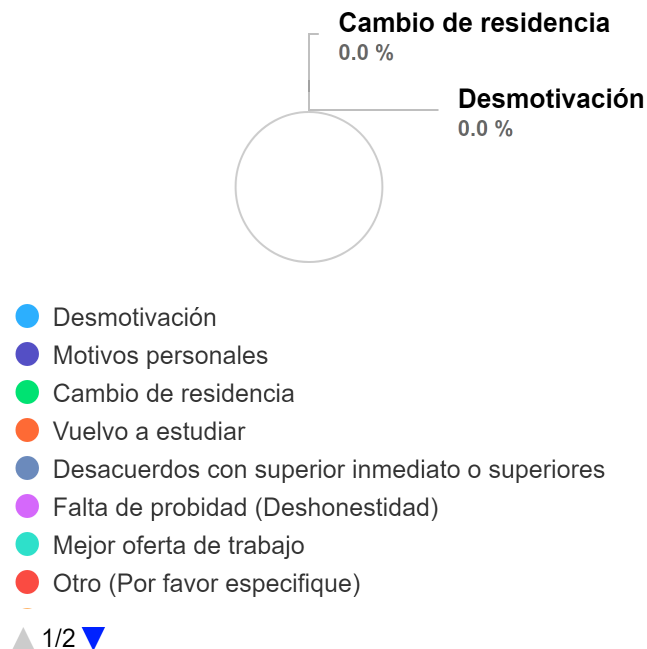 Cambio de residencia
0.0 %
Desmotivación
0.0 %
Desmotivación
Motivos personales
Cambio de residencia
Vuelvo a estudiar
Desacuerdos con superior inmediato o superiores
Falta de probidad (Deshonestidad)
Mejor oferta de trabajo
Otro (Por favor especifique)
1/2